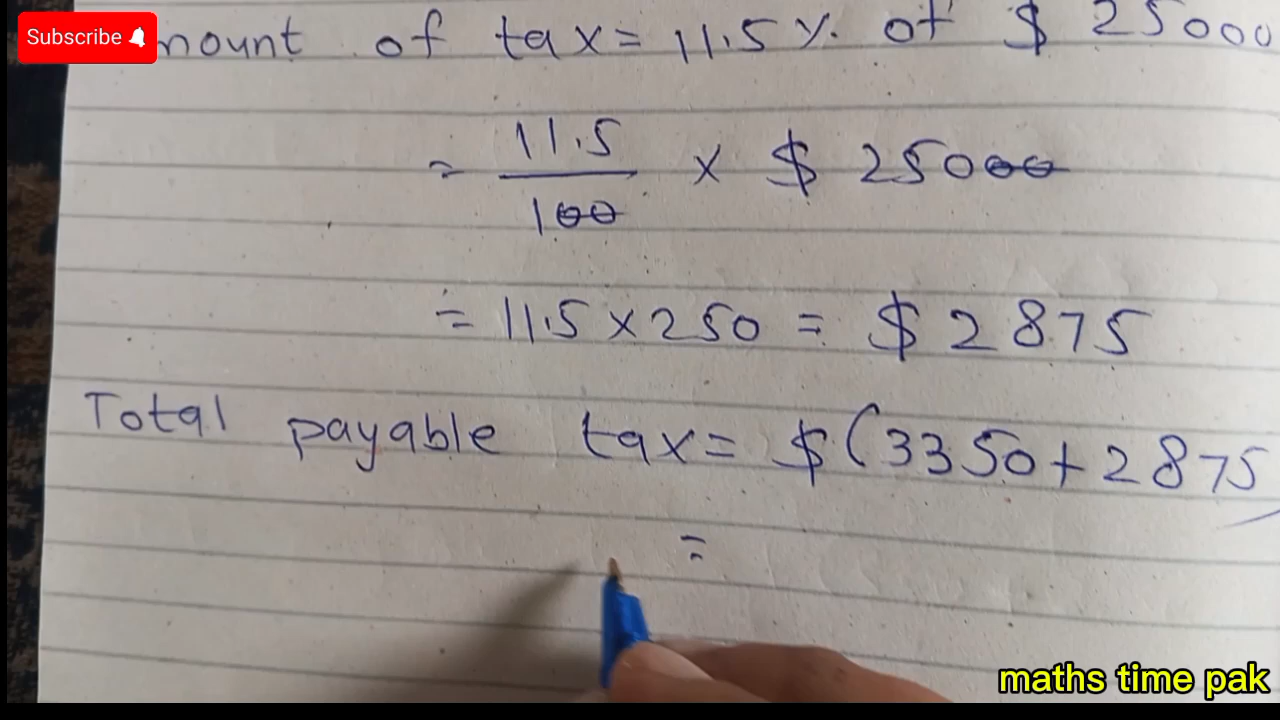 Subscribe
mount of tax = 11.5 % of $ 25000
= 11.5/100 × $ 25000
= 11.5 × 250 = $ 2875
Total payable tax = $(3350+2875)
=
maths time pak